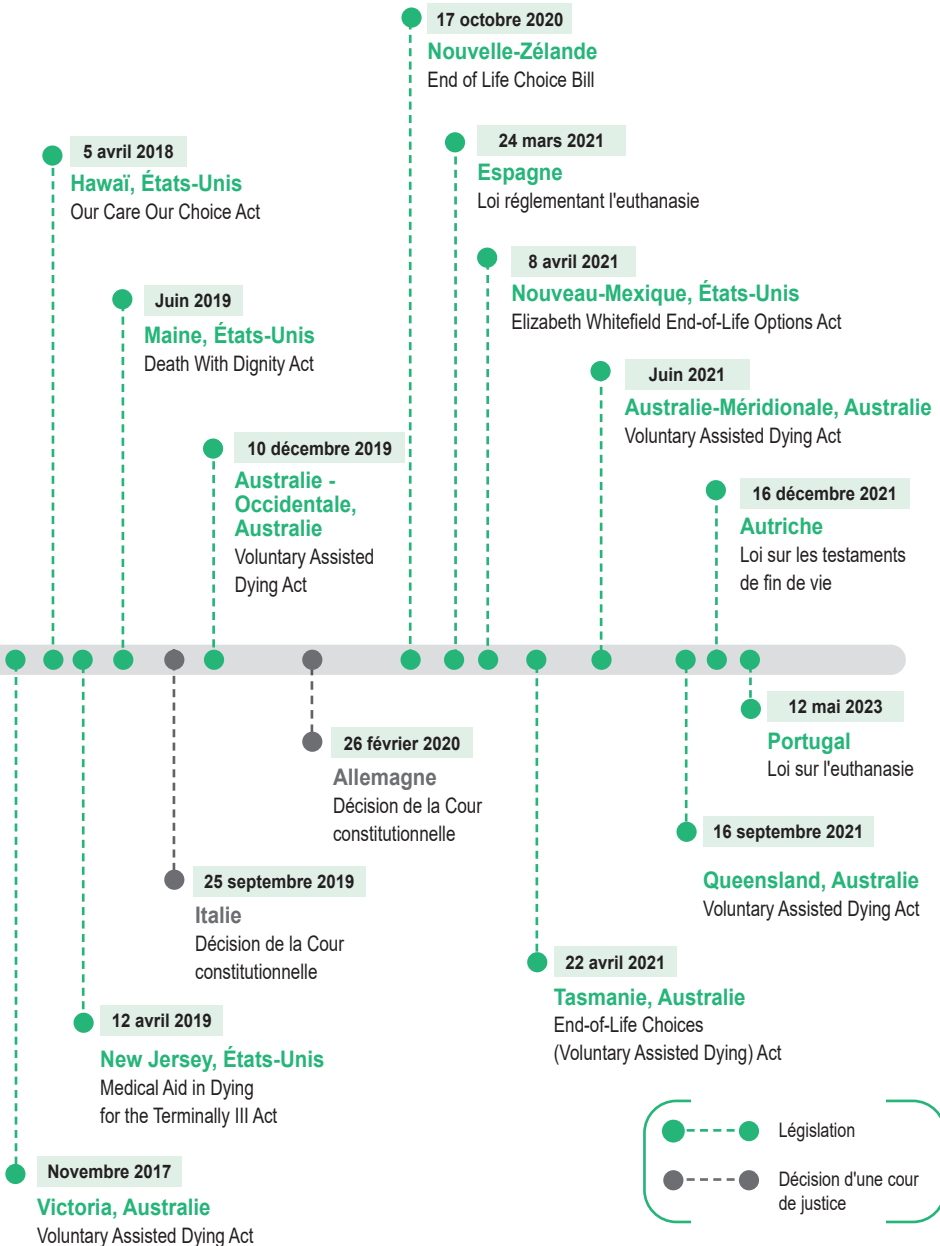 17 octobre 2020
Nouvelle-Zélande
End of Life Choice Bill
5 avril 2018
Hawaï, États-Unis
Our Care Our Choice Act
24 mars 2021
Espagne
Loi réglementant l'euthanasie
8 avril 2021
Nouveau-Mexique, États-Unis
Elizabeth Whitefield End-of-Life Options Act
Juin 2019
Maine, États-Unis
Death With Dignity Act
Juin 2021
Australie-Méridionale, Australie
Voluntary Assisted Dying Act
10 décembre 2019
Australie -
Occidentale,
Australie
Voluntary Assisted
Dying Act
16 décembre 2021
Autriche
Loi sur les testaments
de fin de vie
12 mai 2023
Portugal
Loi sur l'euthanasie
26 février 2020
Allemagne
Décision de la Cour
constitutionnelle
16 septembre 2021
Queensland, Australie
Voluntary Assisted Dying Act
25 septembre 2019
Italie
Décision de la Cour
constitutionnelle
22 avril 2021
Tasmanie, Australie
End-of-Life Choices
(Voluntary Assisted Dying) Act
12 avril 2019
New Jersey, États-Unis
Medical Aid in Dying
for the Terminally III Act
Novembre 2017
Victoria, Australie
Voluntary Assisted Dying Act
Législation
Décision d'une cour
de justice